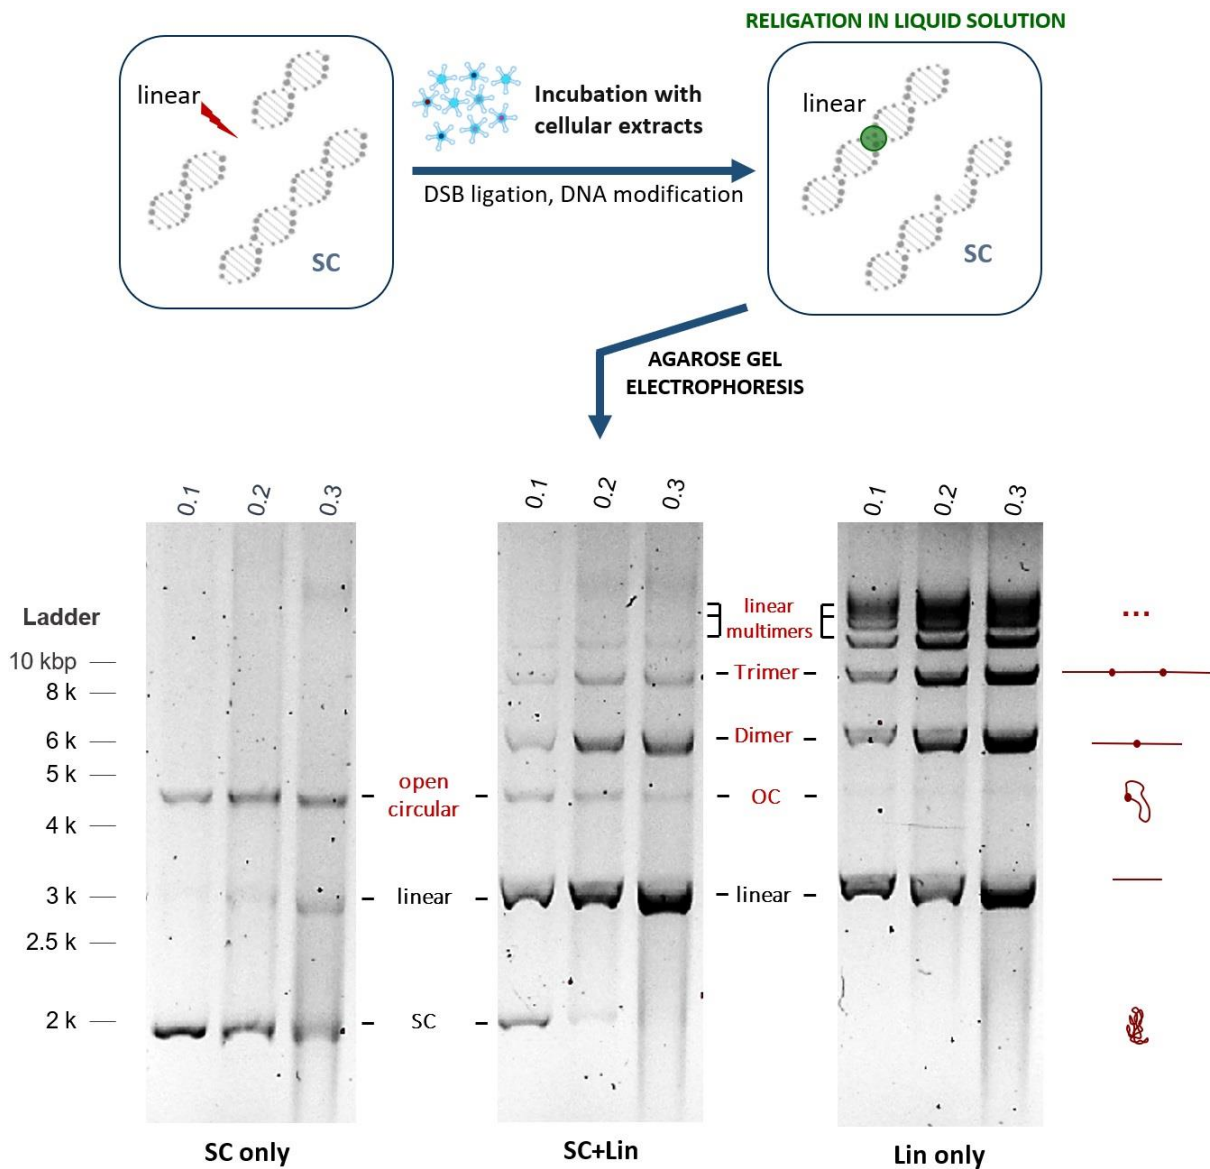 RELIGATION IN LIQUID SOLUTION
linear
SC
Incubation with
cellular extracts
DSB ligation, DNA modification
linear
SC
AGAROSE GEL
ELECTROPHORESIS
0.1 0.2 0.3
0.1 0.2 0.3
0.1 0.2 0.3
Ladder
10 kbp
8 k
6 k
5 k
4 k
3 k
2.5 k
2 k
open
circular
linear
SC
linear
multimers
Trimer
Dimer
OC
linear
...
SC only
SC+Lin
Lin only